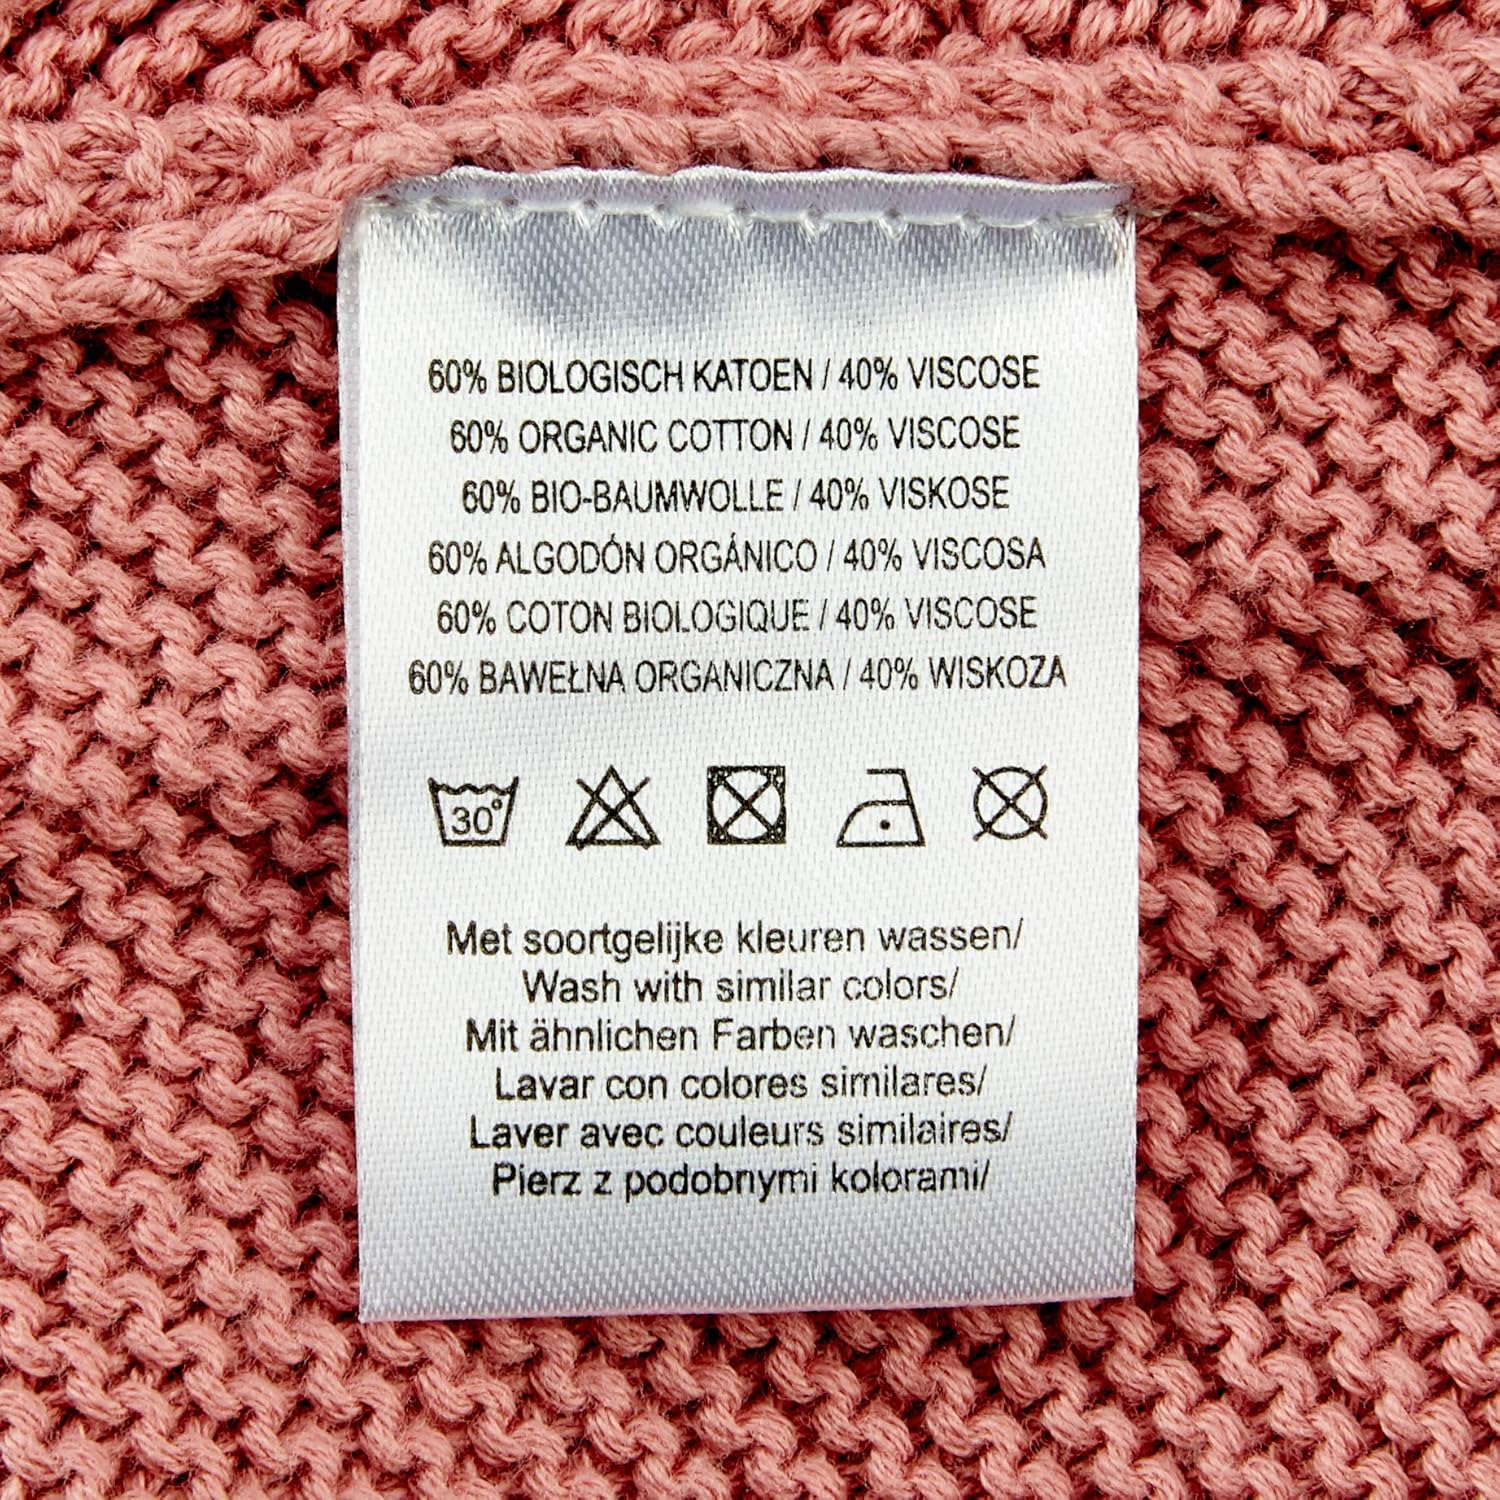 60% BIOLOGISCH KATOEN / 40% VISCOSE
60% ORGANIC COTTON / 40% VISCOSE
60% BIO-BAUMWOLLE / 40% VISKOSE
60% ALGODÓN ORGÁNICO / 40% VISCOSA
60% COTON BIOLOGIQUE / 40% VISCOSE
60% BAWEŁNA ORGANICZNA / 40% WISKOZA
30°
Met soortgelijke kleuren wassen/
Wash with similar colors/
Mit ähnlichen Farben waschen/
Lavar con colores similares/
Laver avec couleurs similaires/
Pierz z podobnymi kolorami/